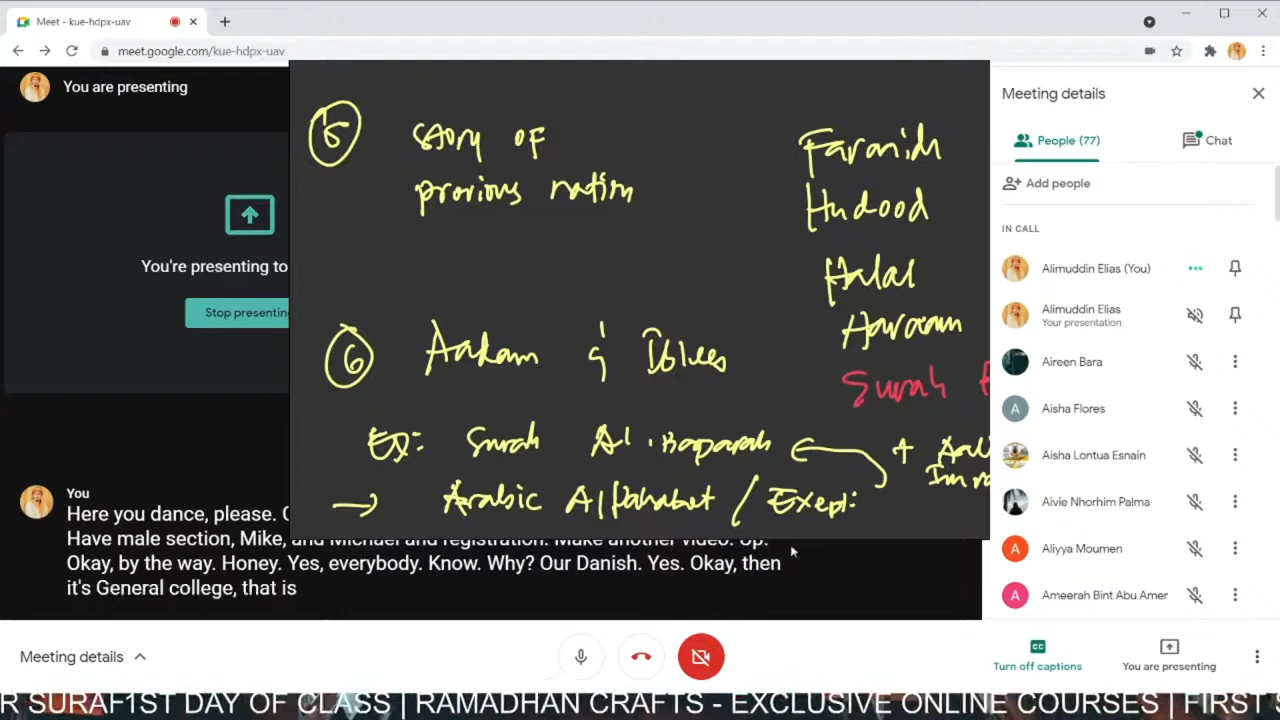 Meet - kue-hdpx-uav
meet.google.com/kue-hdpx-uav
You are presenting
You're presenting to
Stop presenting
5 story of
previous nation
Faraaidh
Hudood
Halal
Haraam
Surah
6 Aadam & Iblees
EX: Surah Al-Baqarah + Aali
Imra
→ Arabic Alphabet / Exept:
You
Here you dance, please.
Have male section, Mike, and Michael and registration. Make another video. Up.
Okay, by the way. Honey. Yes, everybody. Know. Why? Our Danish. Yes. Okay, then
it's General college, that is
Meeting details
People (77)
Chat
Add people
IN CALL
Alimuddin Elias (You)
Alimuddin Elias
Your presentation
Aireen Bara
A Aisha Flores
Aisha Lontua Esnain
Aivie Nhorhim Palma
A Aliyya Moumen
A Ameerah Bint Abu Amer
Meeting details
CC
Turn off captions
You are presenting
R SURAF1ST DAY OF CLASS | RAMADHAN CRAFTS - EXCLUSIVE ONLINE COURSES | FIRST S